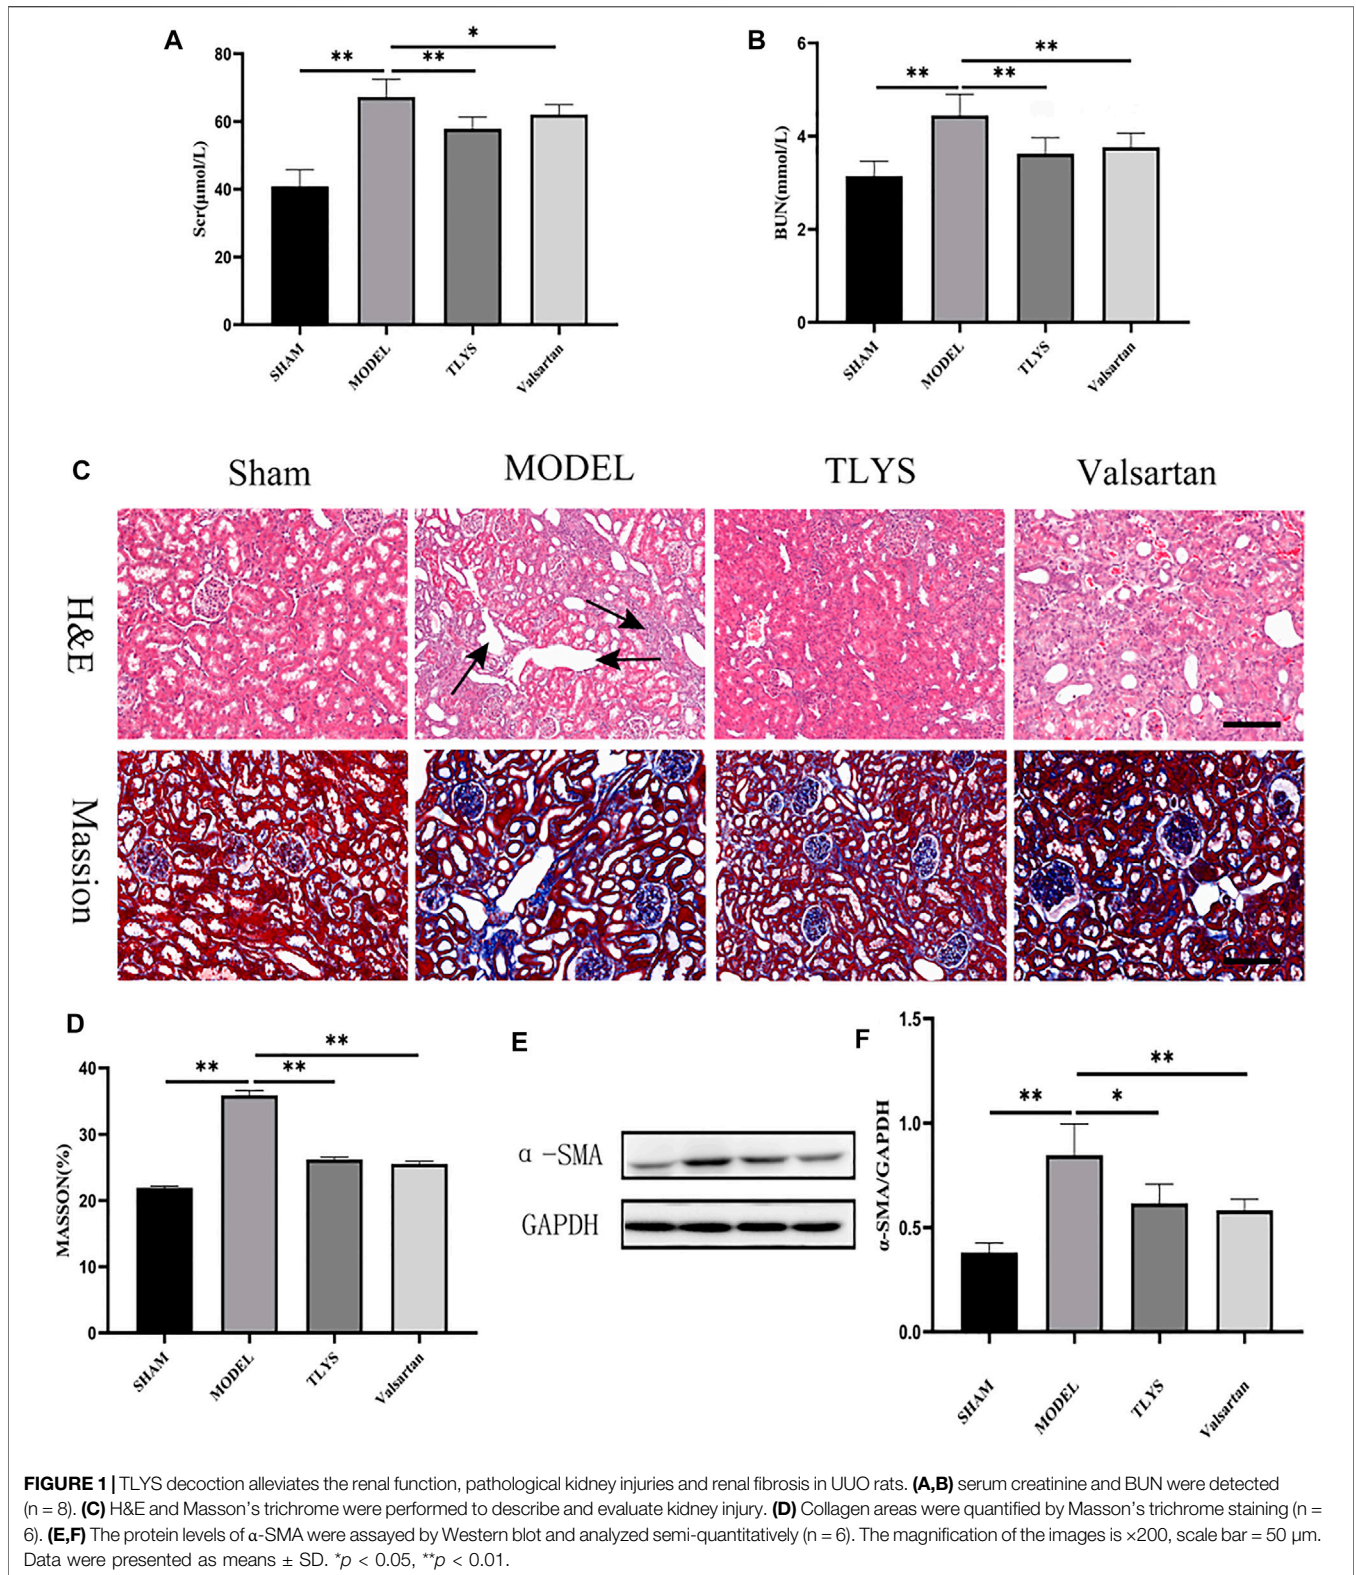 A
Scr(μmol/L)
80
60
40
20
0
**
**
*
SHAM
MODEL
TLYS
Valsartan
B
BUN(mmol/L)
6
4
2
0
**
**
**
SHAM
MODEL
TLYS
Valsartan
C
Sham
MODEL
TLYS
Valsartan
H&E
Massion
D
MASSON(%)
40
30
20
10
0
**
**
**
SHAM
MODEL
TLYS
Valsartan
E
α-SMA
GAPDH
F
α-SMA/GAPDH
1.5
1.0
0.5
0.0
**
*
**
SHAM
MODEL
TLYS
Valsartan
FIGURE 1 | TLYS decoction alleviates the renal function, pathological kidney injuries and renal fibrosis in UUO rats. (A,B) serum creatinine and BUN were detected
(n = 8). (C) H&E and Masson's trichrome were performed to describe and evaluate kidney injury. (D) Collagen areas were quantified by Masson's trichrome staining (n =
6). (E,F) The protein levels of α-SMA were assayed by Western blot and analyzed semi-quantitatively (n = 6). The magnification of the images is ×200, scale bar = 50 μm.
Data were presented as means ± SD. *p < 0.05, **p < 0.01.